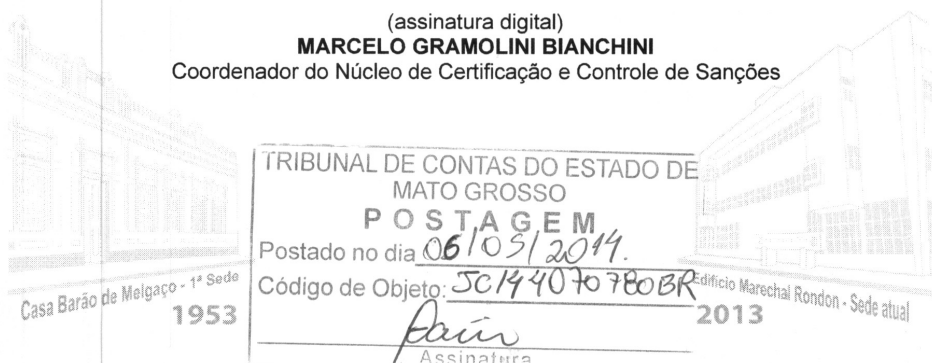 (assinatura digital)
MARCELO GRAMOLINI BIANCHINI
Coordenador do Núcleo de Certificação e Controle de Sanções
TRIBUNAL DE CONTAS DO ESTADO DE
MATO GROSSO
POSTAGEM
Postado no dia 06/05/2014.
Código de Objeto: JC144070780BR
Assinatura
Casa Barão de Melgaço - 1ª Sede
1953
Edifício Marechal Rondon - Sede atual
2013